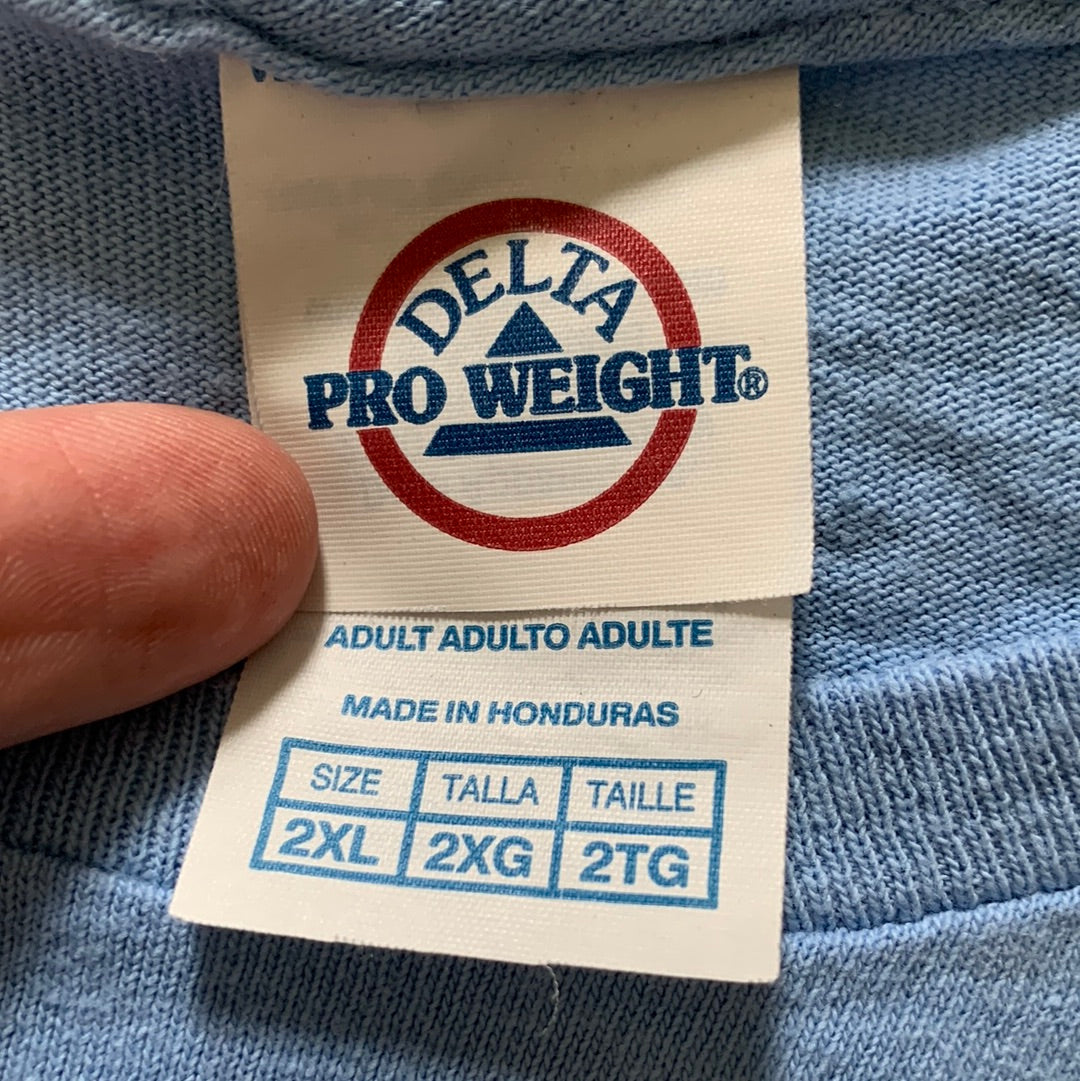 DELTA
PRO WEIGHT®
ADULT ADULTO ADULTE
MADE IN HONDURAS
SIZE TALLA TAILLE
2XL 2XG 2TG